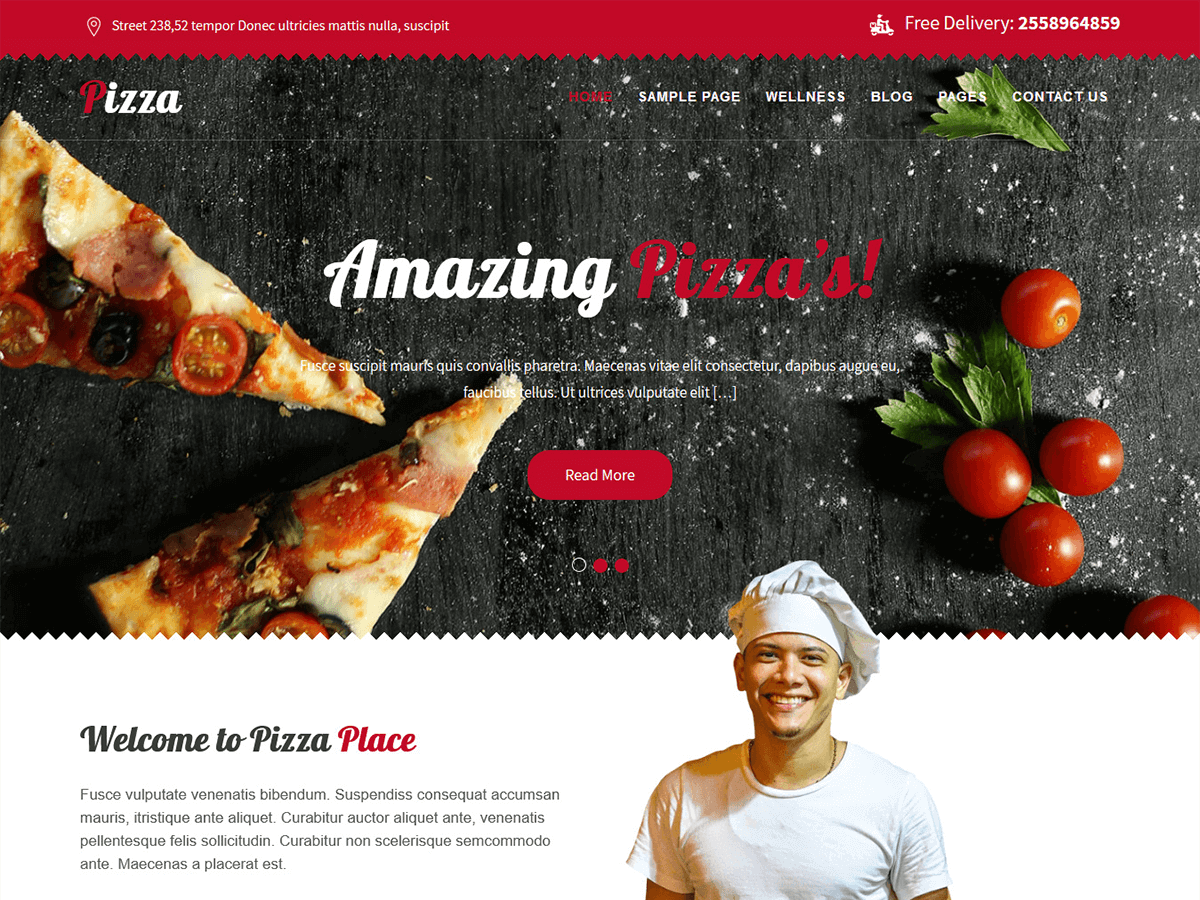 Street 238,52 tempor Donec ultricies mattis nulla, suscipit
Free Delivery: 2558964859
Pizza
HOME SAMPLE PAGE WELLNESS BLOG PAGES CONTACT US
Amazing Pizza's!
Fusce suscipit mauris quis convallis pharetra. Maecenas vitae elit consectetur, dapibus augue eu,
faucibus tellus. Ut ultrices vulputate elit […]
Read More
Welcome to Pizza Place
Fusce vulputate venenatis bibendum. Suspendiss consequat accumsan
mauris, itristique ante aliquet. Curabitur auctor aliquet ante, venenatis
pellentesque felis sollicitudin. Curabitur non scelerisque semcommodo
ante. Maecenas a placerat est.